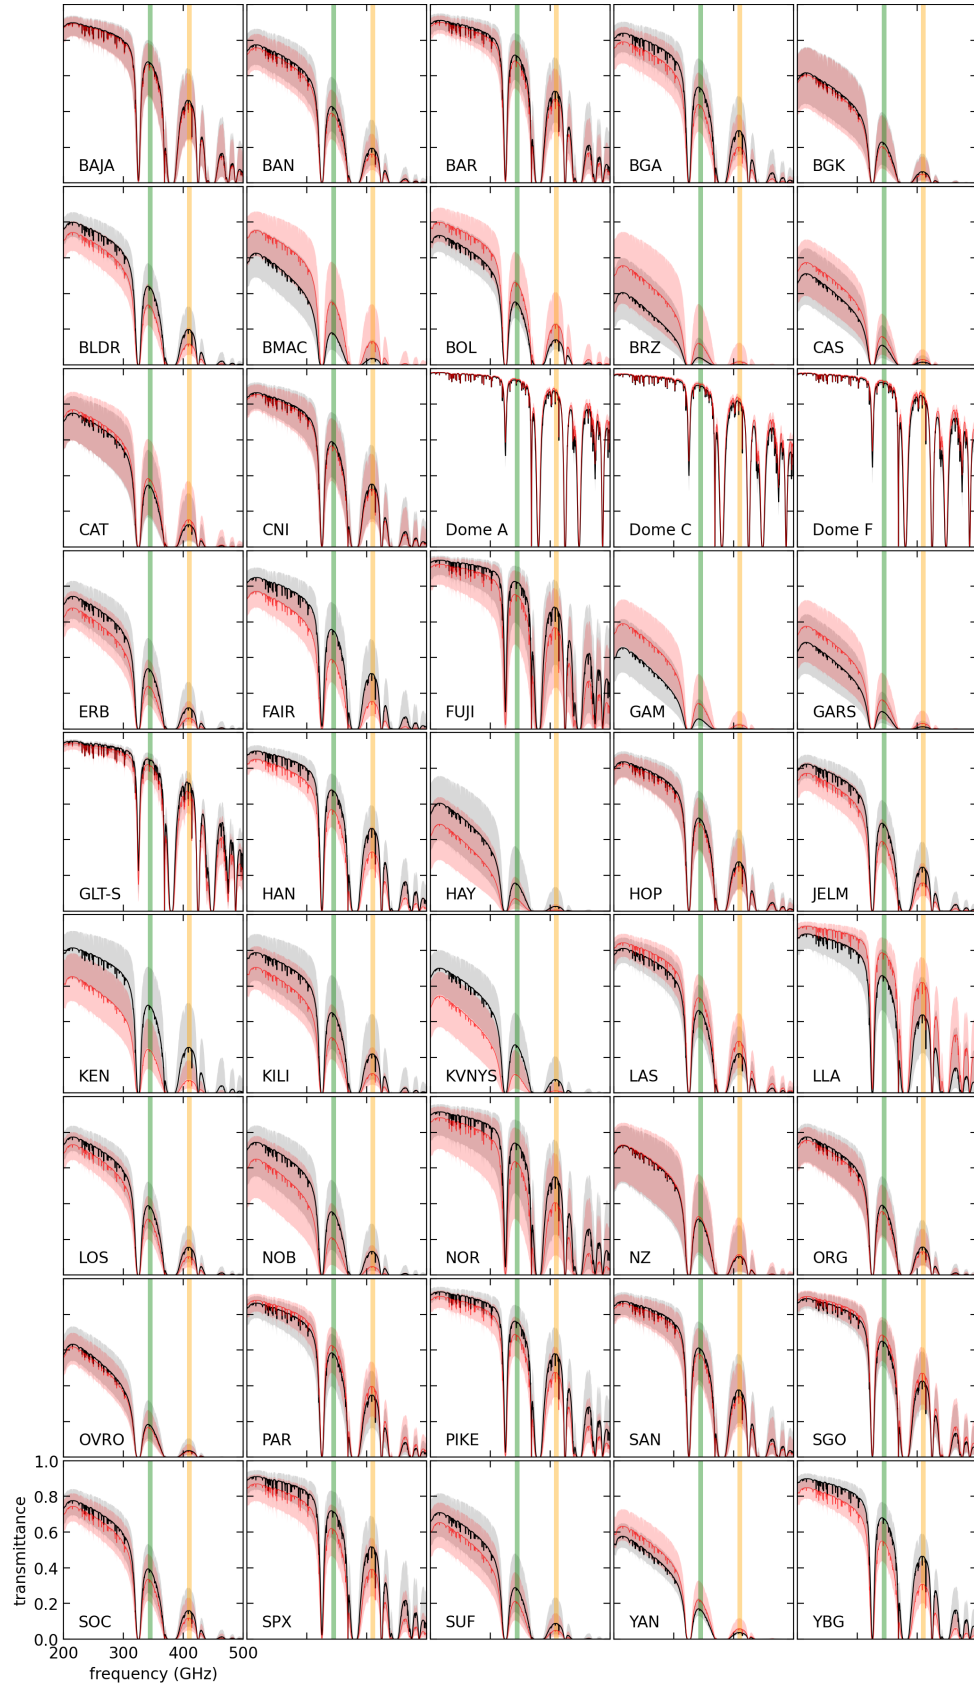 BAJA BAN BAR BGA BGK
BLDR BMAC BOL BRZ CAS
CAT CNI Dome A Dome C Dome F
ERB FAIR FUJI GAM GARS
GLT-S HAN HAY HOP JELM
KEN KILI KVNYS LAS LLA
LOS NOB NOR NZ ORG
OVRO PAR PIKE SAN SGO
1.0
0.8
0.6
0.4
0.2
0.0
transmittance
SOC SPX SUF YAN YBG
200 300 400 500
frequency (GHz)